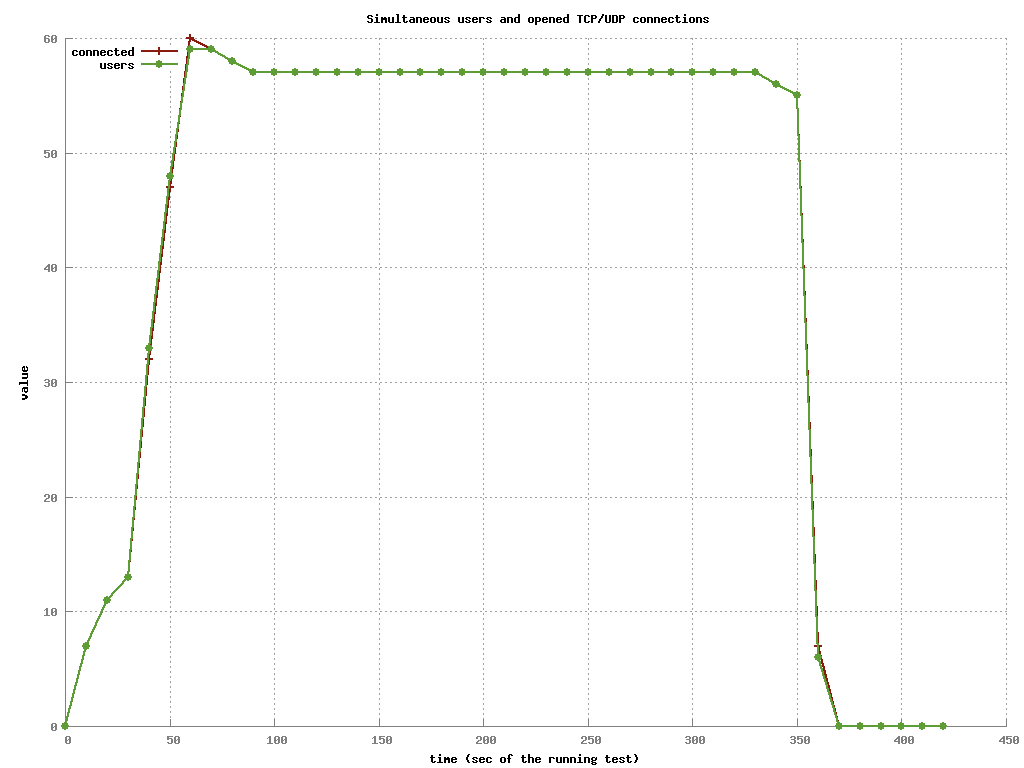 Simultaneous users and opened TCP/UDP connections
60
connected
users
50
40
30
value
20
10
0
0 50 100 150 200 250 300 350 400 450
time (sec of the running test)